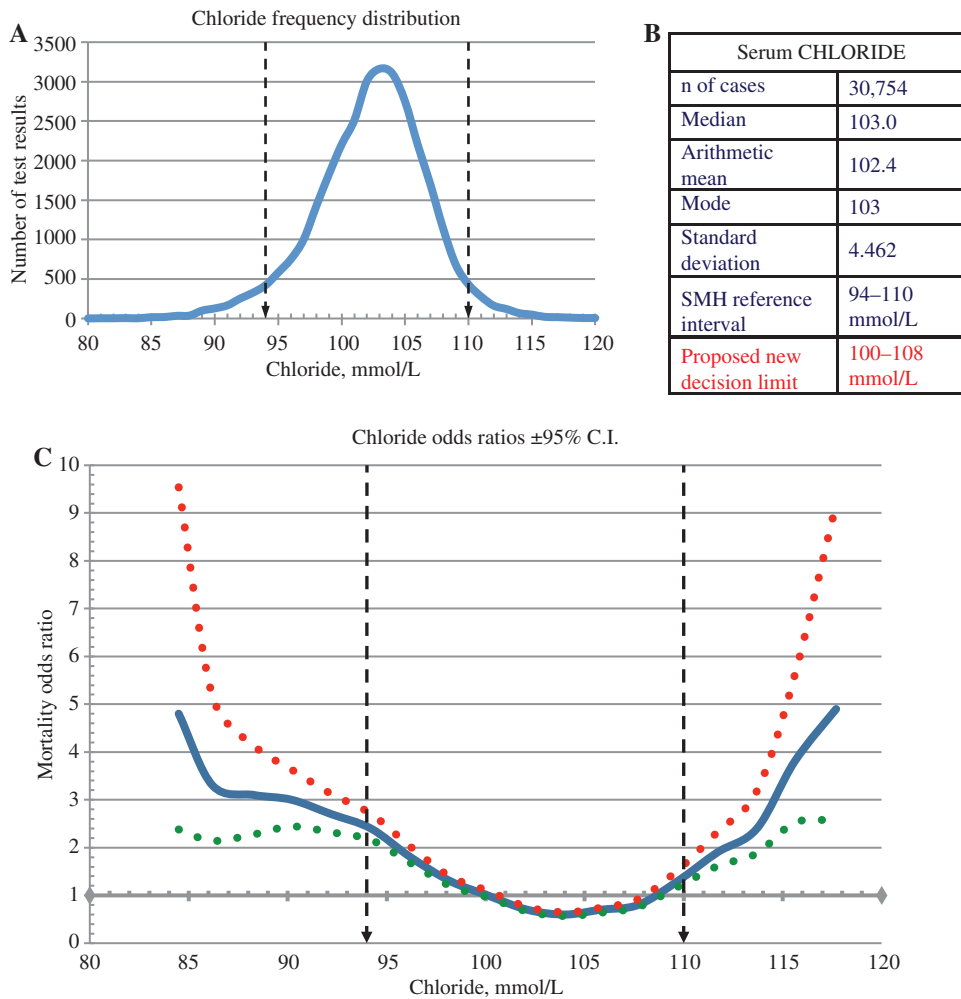 A
Chloride frequency distribution
Number of test results
3500
3000
2500
2000
1500
1000
500
0
80 85 90 95 100 105 110 115 120
Chloride, mmol/L
B
Serum CHLORIDE
n of cases 30,754
Median 103.0
Arithmetic
mean 102.4
Mode 103
Standard
deviation 4.462
SMH reference
interval 94–110
mmol/L
Proposed new
decision limit 100–108
mmol/L
C
Chloride odds ratios ±95% C.I.
Mortality odds ratio
10
9
8
7
6
5
4
3
2
1
0
80 85 90 95 100 105 110 115 120
Chloride, mmol/L